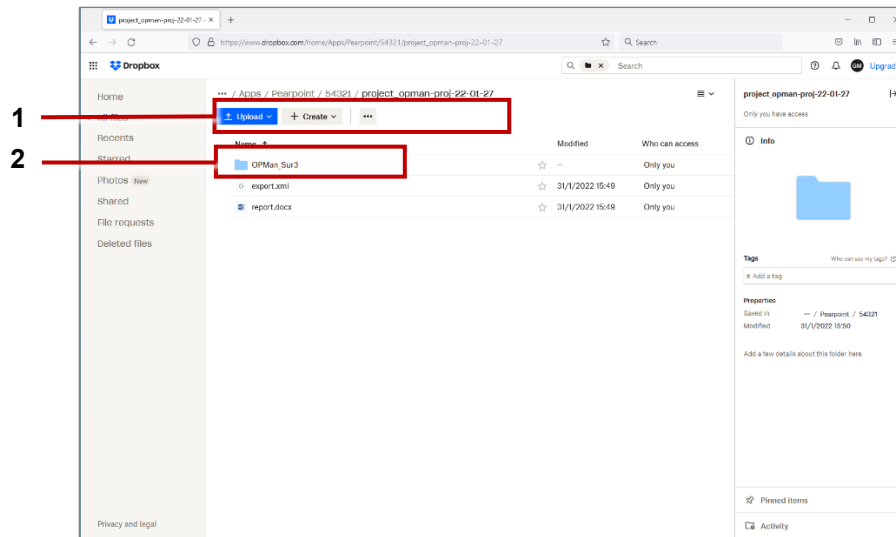 project_opman-proj-22-01-27 -
https://www.dropbox.com/home/Apps/Pearpoint/54321/project_opman-proj-22-01-27
Search
Dropbox
Search
GM
Upgrad
1
2
Home
All files
Recents
Starred
Photos New
Shared
File requests
Deleted files
Privacy and legal
... / Apps / Pearpoint / 54321 / project_opman-proj-22-01-27
Upload
+ Create
...
Name
Modified
Who can access
OPMan_Sur3
--
Only you
export.xml
31/1/2022 15:49
Only you
report.docx
31/1/2022 15:49
Only you
project_opman-proj-22-01-27
Only you have access
Info
Tags
Who can see my tags?
# Add a tag
Properties
Saved in
... / Pearpoint / 54321
Modified
31/1/2022 15:50
Add a few details about this folder here.
Pinned items
Activity